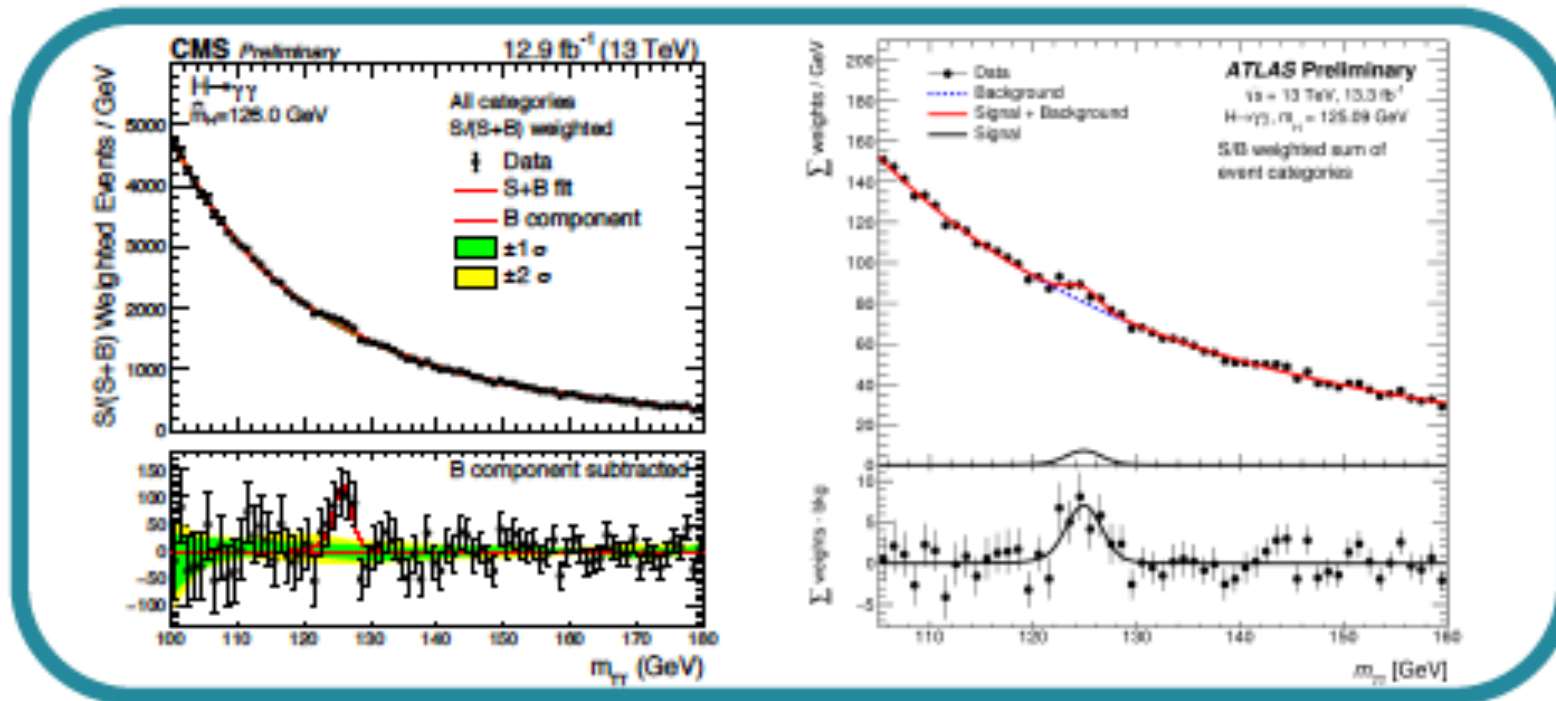 CMS Preliminary 12.9 fb⁻¹ (13 TeV)
S/(S+B) Weighted Events / GeV
H→γγ
m̂_H=126.0 GeV
All categories
S/(S+B) weighted
Data
S+B fit
B component
±1 σ
±2 σ
5000
4000
3000
2000
1000
0
B component subtracted
150
100
50
0
−50
−100
100 110 120 130 140 150 160 170 180
m_γγ (GeV)
∑ weights / GeV
Data
Background
Signal + Background
Signal
ATLAS Preliminary
√s = 13 TeV, 13.3 fb⁻¹
H→γγ, m_H = 125.09 GeV
S/B weighted sum of
event categories
200
180
160
140
120
100
80
60
40
20
0
∑ weights - bkg
10
5
0
−5
110 120 130 140 150 160
m_γγ [GeV]